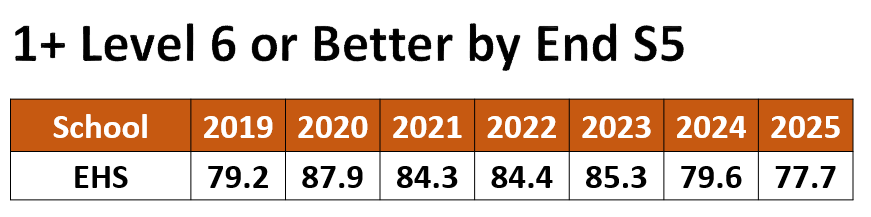 1+ Level 6 or Better by End S5
School 2019 2020 2021 2022 2023 2024 2025
EHS 79.2 87.9 84.3 84.4 85.3 79.6 77.7